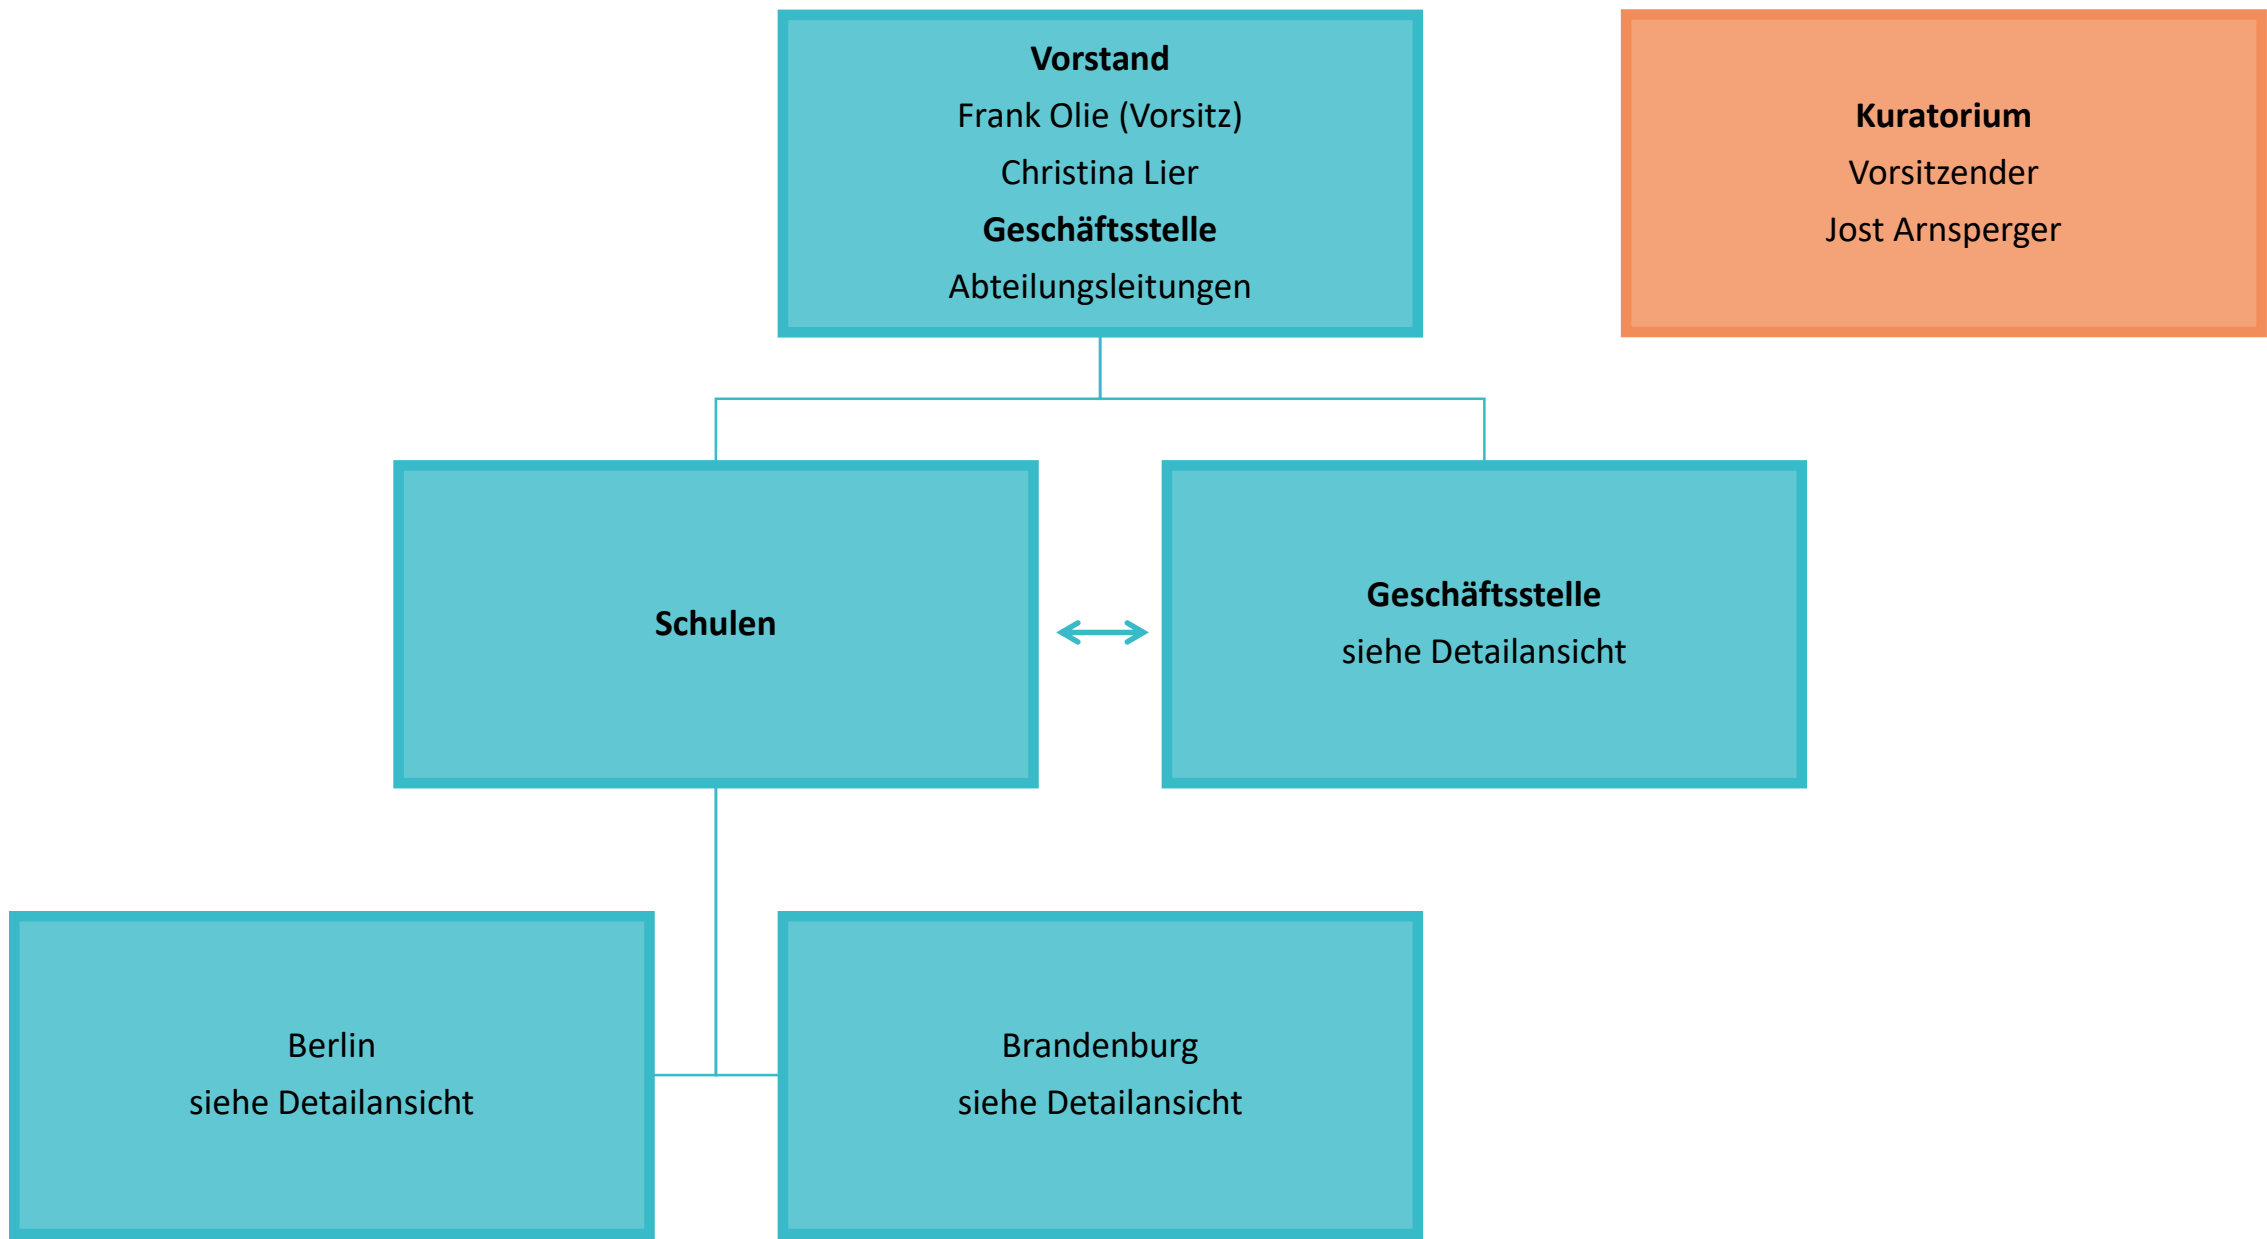 Vorstand
Frank Olie (Vorsitz)
Christina Lier
Geschäftsstelle
Abteilungsleitungen
Kuratorium
Vorsitzender
Jost Arnsperger
Schulen
Geschäftsstelle
siehe Detailansicht
Berlin
siehe Detailansicht
Brandenburg
siehe Detailansicht